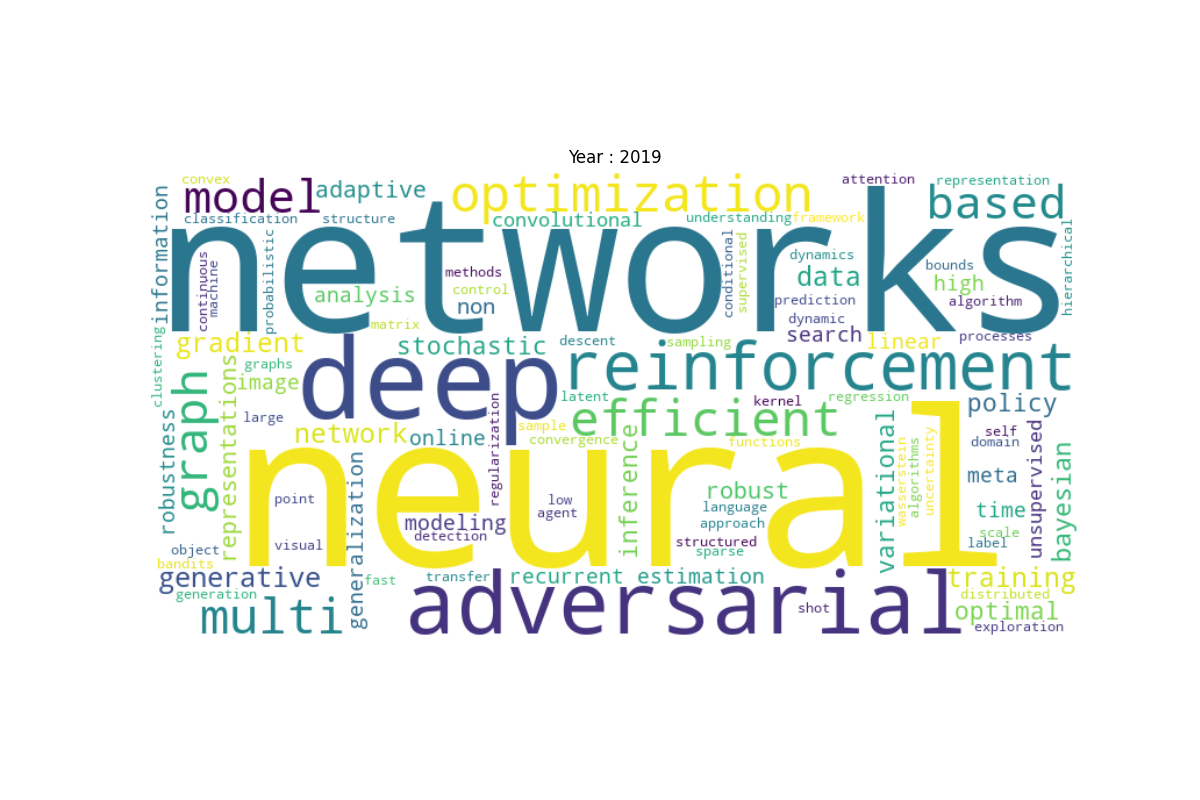 Year : 2019
convex
model
adaptive
optimization
attention
representation
based
information
classification
structure
convolutional
understanding
framework
networks
continuous
machine
probabilistic
methods
control
analysis
non
conditional
supervised
dynamics
data
prediction
dynamic
bounds
high
algorithm
hierarchical
matrix
gradient
stochastic
descent
sampling
search
linear
processes
clustering
graph
representations
graphs
image
large
deep
reinforcement
latent
kernel
regression
policy
efficient
network
online
regularization
sample
convergence
functions
self
domain
robustness
neural
inference
variational
wasserstein
algorithms
uncertainty
meta
unsupervised
bayesian
point
generalization
low
agent
robust
language
approach
time
modeling
detection
structured
sparse
scale
label
object
visual
bandits
generative
generation
fast
transfer
recurrent
estimation
training
distributed
multi
adversarial
shot
optimal
exploration